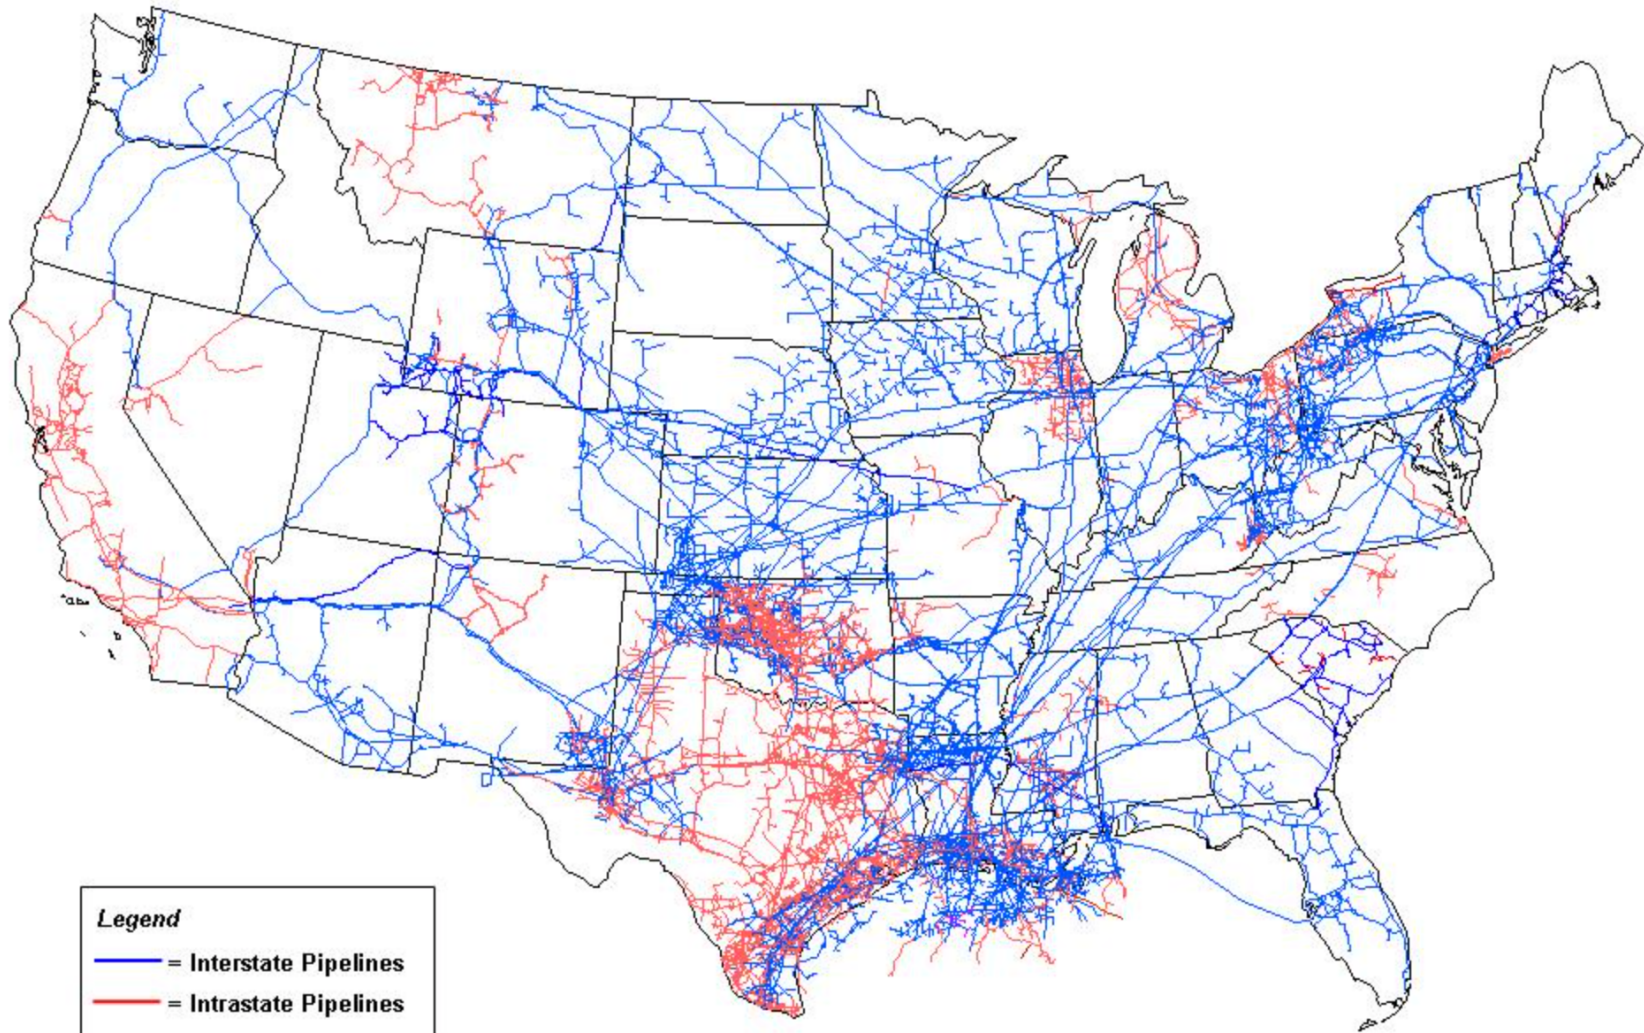 Legend
= Interstate Pipelines
= Intrastate Pipelines